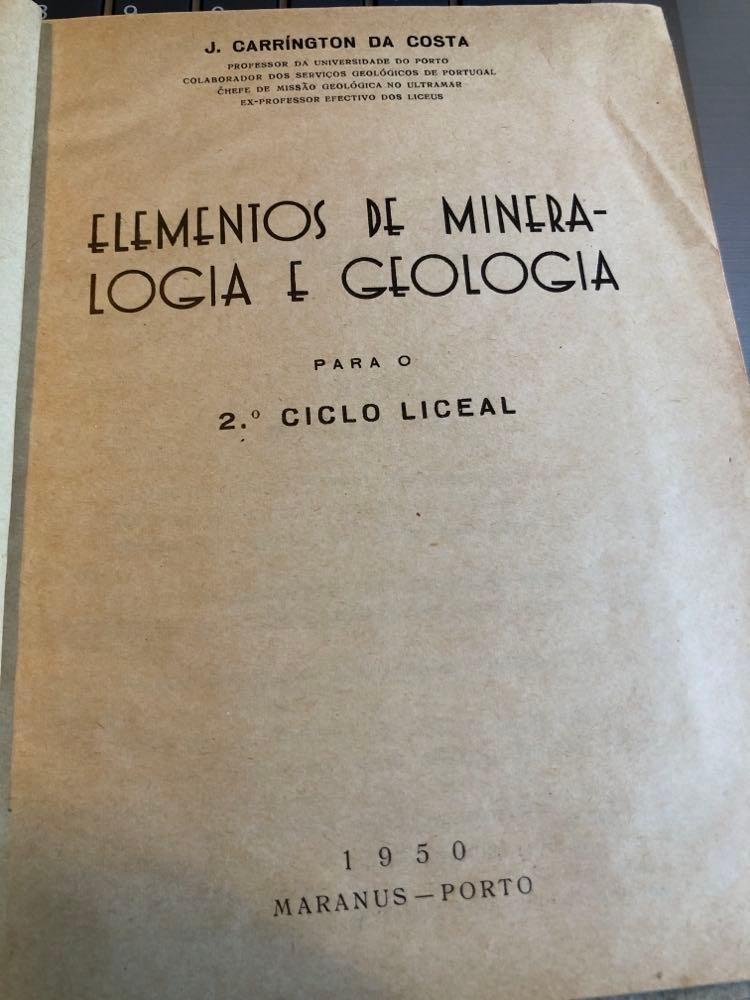 J. CARRÍNGTON DA COSTA
PROFESSOR DA UNIVERSIDADE DO PORTO
COLABORADOR DOS SERVIÇOS GEOLÓGICOS DE PORTUGAL
CHEFE DE MISSÃO GEOLÓGICA NO ULTRAMAR
EX-PROFESSOR EFECTIVO DOS LICEUS
ELEMENTOS DE MINERA-
LOGIA E GEOLOGIA
PARA O
2.º CICLO LICEAL
1950
MARANUS — PORTO